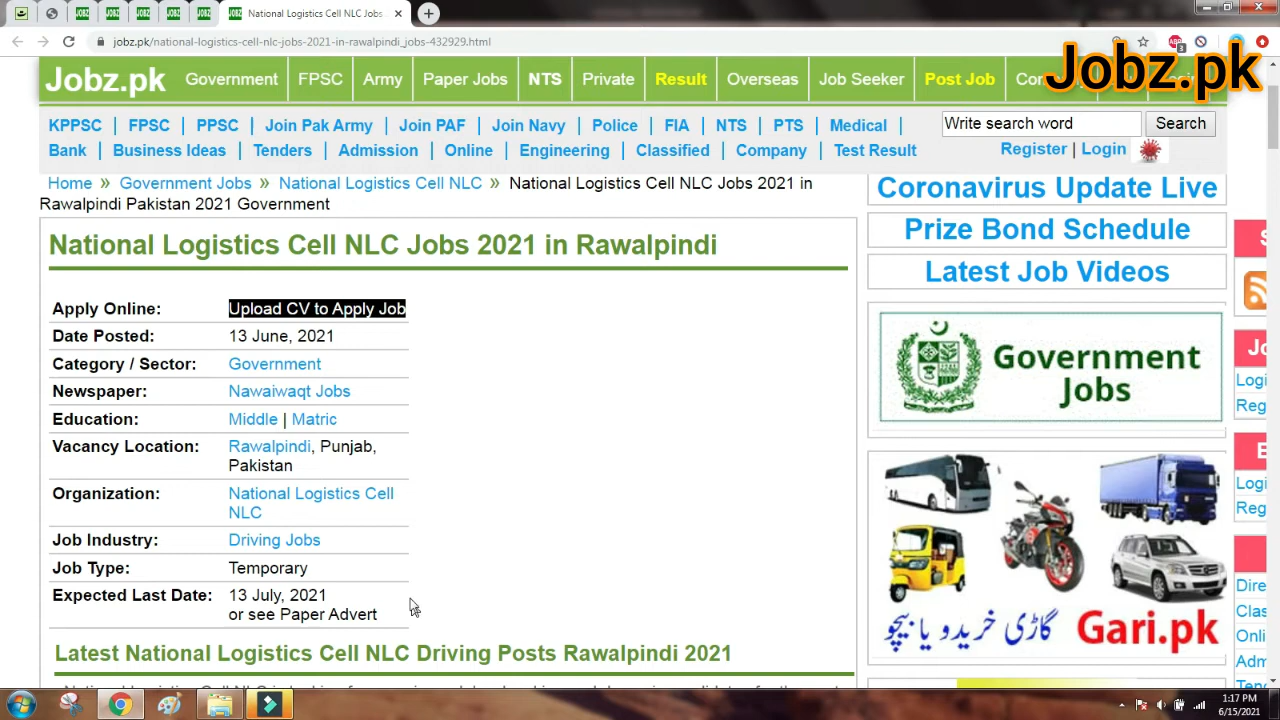 National Logistics Cell NLC Jobs
jobz.pk/national-logistics-cell-nlc-jobs-2021-in-rawalpindi_jobs-432929.html
Jobz.pk
Jobz.pk Government FPSC Army Paper Jobs NTS Private Result Overseas Job Seeker Post Job
KPPSC | FPSC | PPSC | Join Pak Army | Join PAF | Join Navy | Police | FIA | NTS | PTS | Medical |
Bank | Business Ideas | Tenders | Admission | Online | Engineering | Classified | Company | Test Result
Write search word Search
Register | Login
Home » Government Jobs » National Logistics Cell NLC » National Logistics Cell NLC Jobs 2021 in
Rawalpindi Pakistan 2021 Government
National Logistics Cell NLC Jobs 2021 in Rawalpindi
Apply Online: Upload CV to Apply Job
Date Posted: 13 June, 2021
Category / Sector: Government
Newspaper: Nawaiwaqt Jobs
Education: Middle | Matric
Vacancy Location: Rawalpindi, Punjab,
Pakistan
Organization: National Logistics Cell
NLC
Job Industry: Driving Jobs
Job Type: Temporary
Expected Last Date: 13 July, 2021
or see Paper Advert
Latest National Logistics Cell NLC Driving Posts Rawalpindi 2021
Coronavirus Update Live
Prize Bond Schedule
Latest Job Videos
Government
Jobs
گاڑی خریدو یا بیچو Gari.pk
1:17 PM
6/15/2021